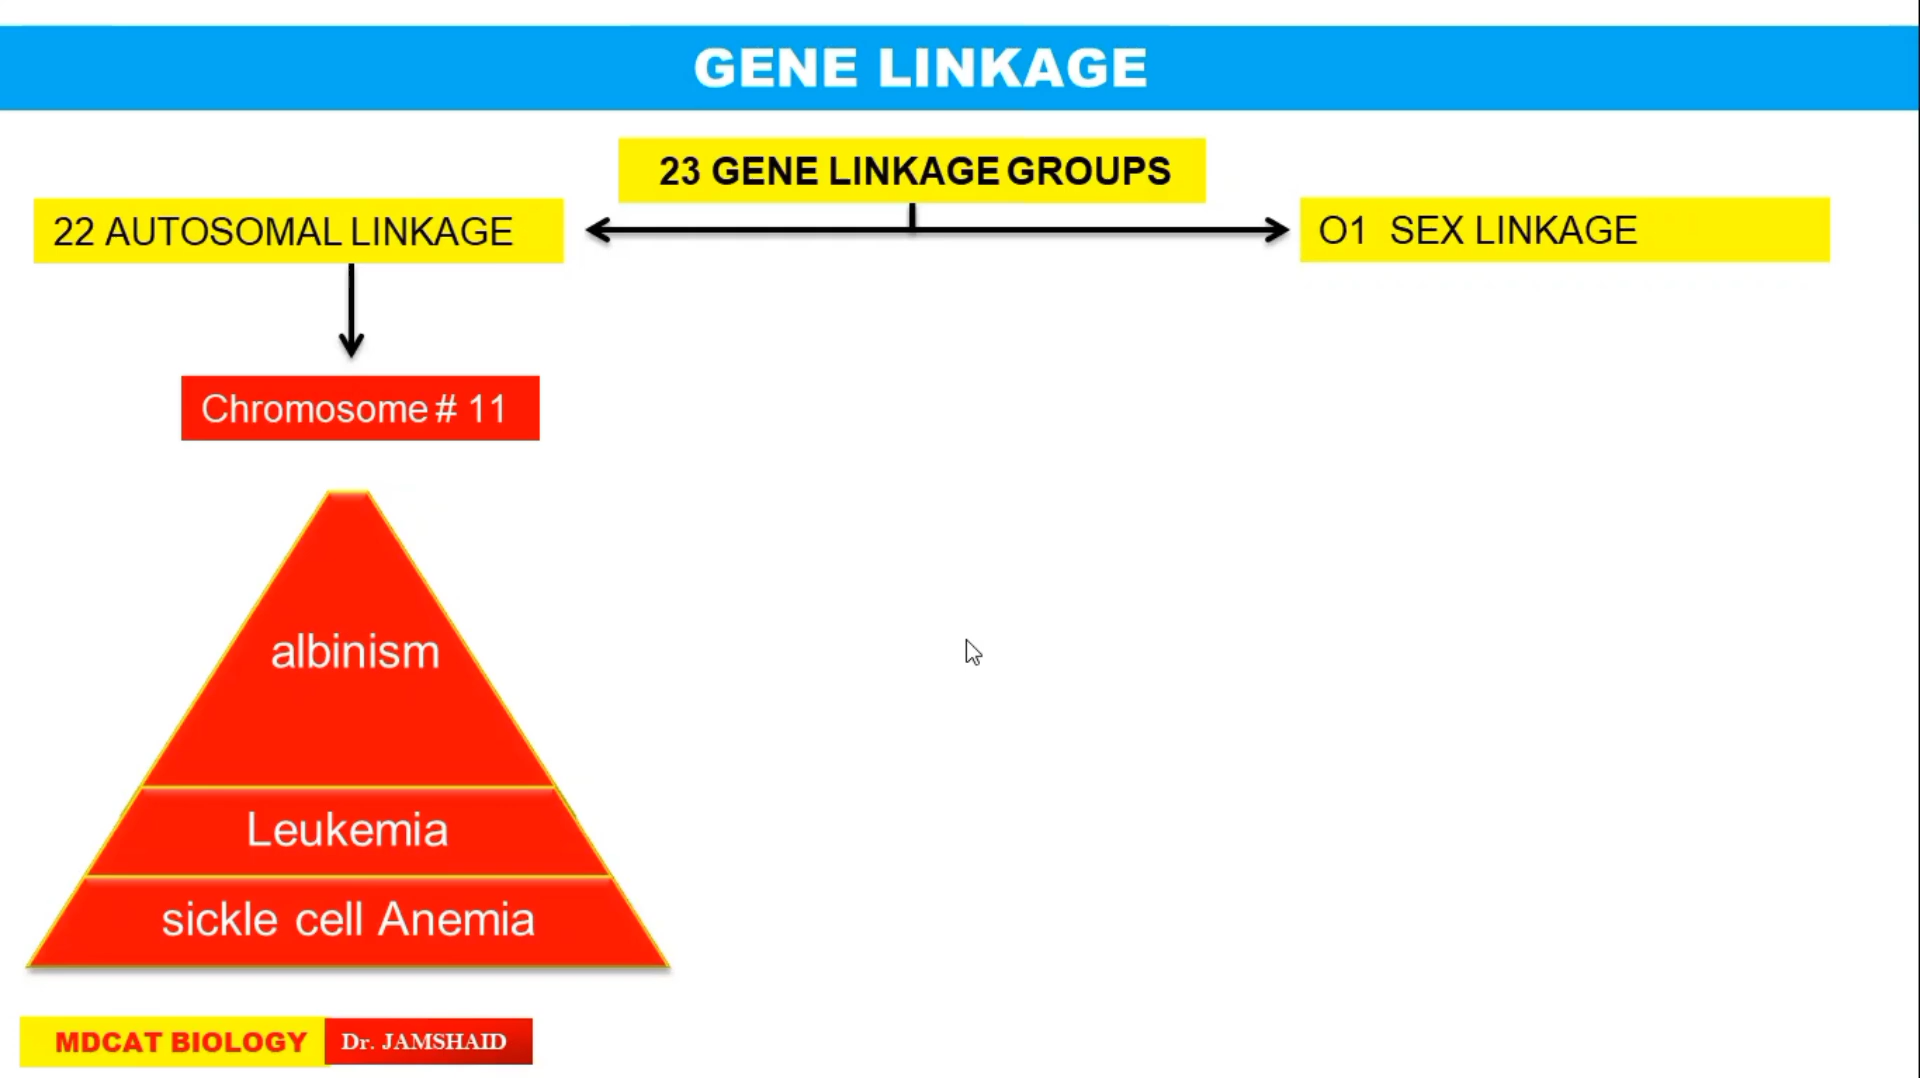 GENE LINKAGE
23 GENE LINKAGE GROUPS
22 AUTOSOMAL LINKAGE
O1 SEX LINKAGE
Chromosome # 11
albinism
Leukemia
sickle cell Anemia
MDCAT BIOLOGY
Dr. JAMSHAID